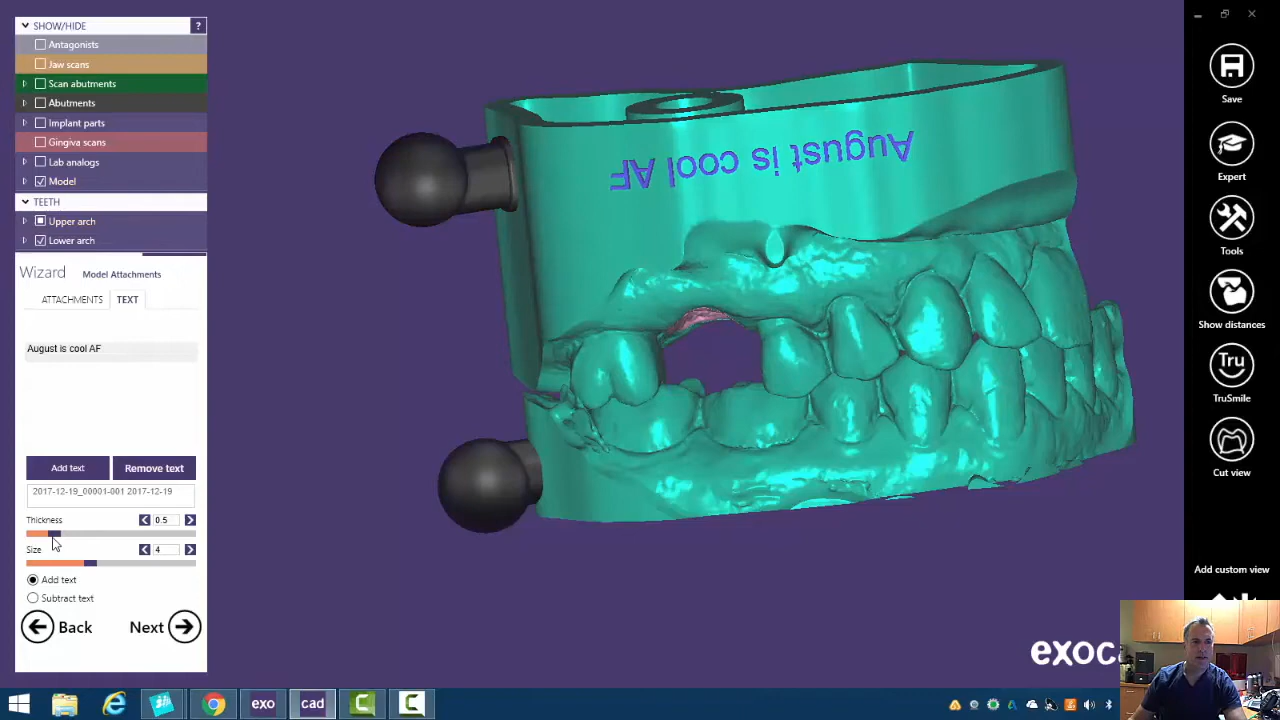 SHOW/HIDE
?
Antagonists
Jaw scans
Scan abutments
Abutments
Implant parts
Gingiva scans
Lab analogs
Model
TEETH
Upper arch
Lower arch
Wizard Model Attachments
ATTACHMENTS TEXT
August is cool AF
Add text Remove text
2017-12-19_00001-001 2017-12-19
Thickness 0.5
Size 4
Add text
Subtract text
Back Next
August is cool AF
Save
Expert
Tools
Show distances
Tru
TruSmile
Cut view
Add custom view
exoc
exo cad